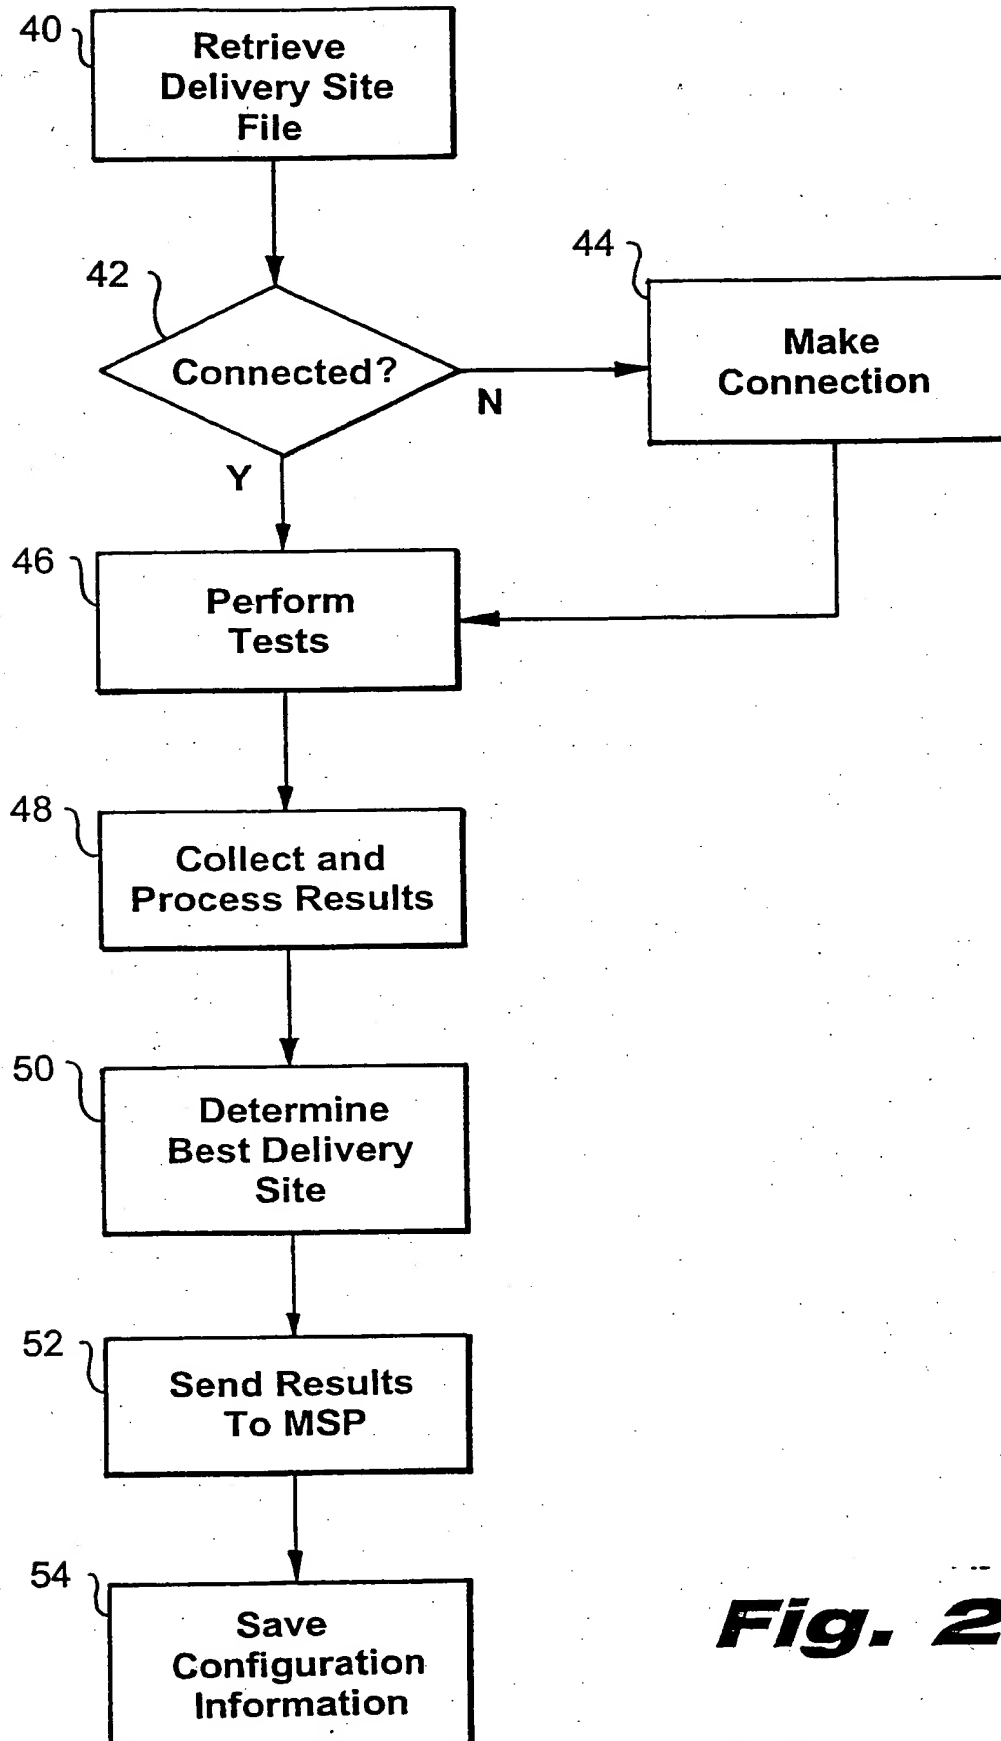 40
Retrieve
Delivery Site
File
42
Connected?
N
Y
44
Make
Connection
46
Perform
Tests
48
Collect and
Process Results
50
Determine
Best Delivery
Site
52
Send Results
To MSP
54
Save
Configuration
Information
Fig. 2